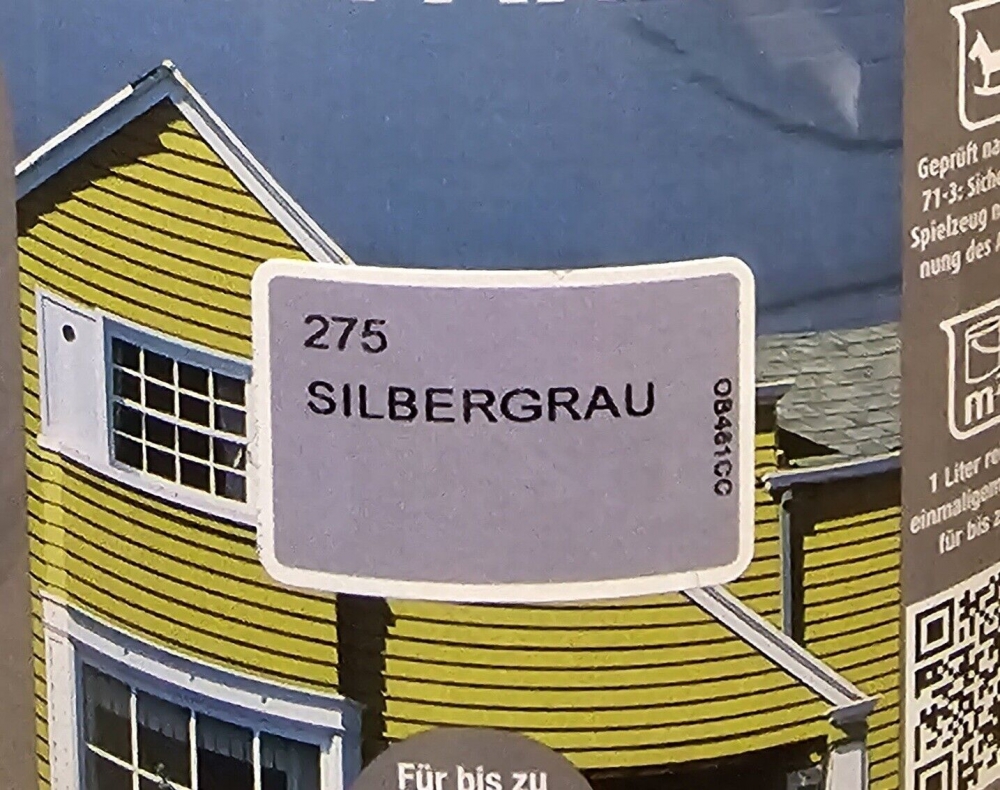 275
SILBERGRAU
OB461CC
Für bis zu
Geprüft na
71-3: Siche
Spielzeug
nung des
m
1 Liter re
einmaligem
für bis